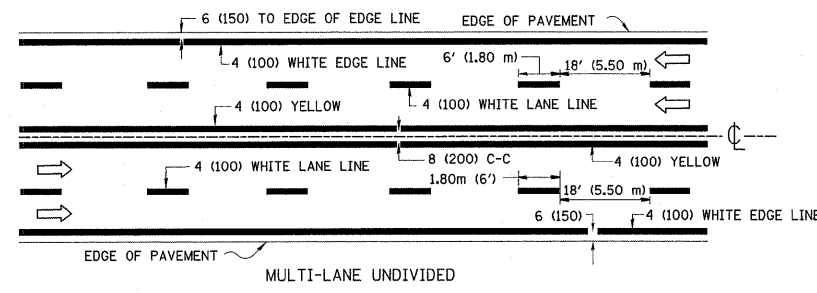 6 (150) TO EDGE OF EDGE LINE
EDGE OF PAVEMENT
4 (100) WHITE EDGE LINE
6' (1.80 m)
18' (5.50 m)
4 (100) YELLOW
4 (100) WHITE LANE LINE
CL
4 (100) WHITE LANE LINE
8 (200) C-C
4 (100) YELLOW
1.80m (6')
18' (5.50 m)
6 (150)
4 (100) WHITE EDGE LINE
EDGE OF PAVEMENT
MULTI-LANE UNDIVIDED